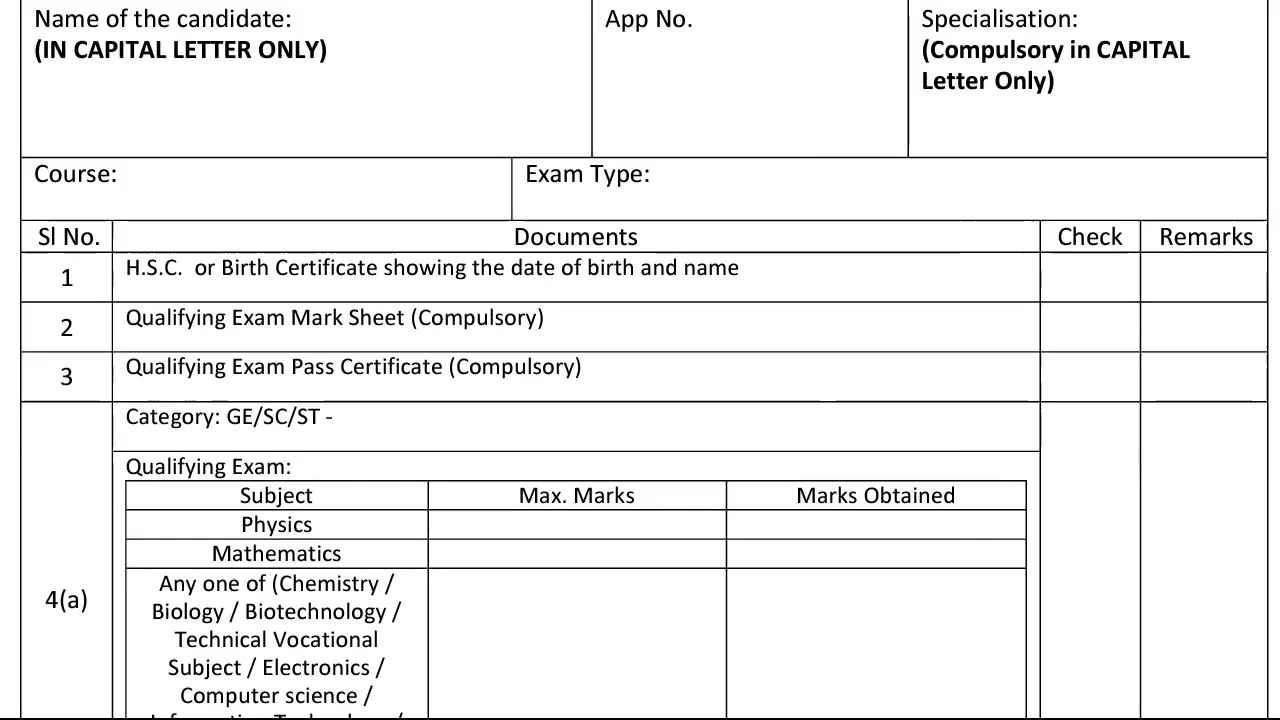 Name of the candidate:
(IN CAPITAL LETTER ONLY)
App No.
Specialisation:
(Compulsory in CAPITAL
Letter Only)
Course:
Exam Type:
Sl No.
Documents
Check
Remarks
1
H.S.C.  or Birth Certificate showing the date of birth and name
2
Qualifying Exam Mark Sheet (Compulsory)
3
Qualifying Exam Pass Certificate (Compulsory)
4(a)
Category: GE/SC/ST -
Qualifying Exam:
Subject
Max. Marks
Marks Obtained
Physics
Mathematics
Any one of (Chemistry /
Biology / Biotechnology /
Technical Vocational
Subject / Electronics /
Computer science /